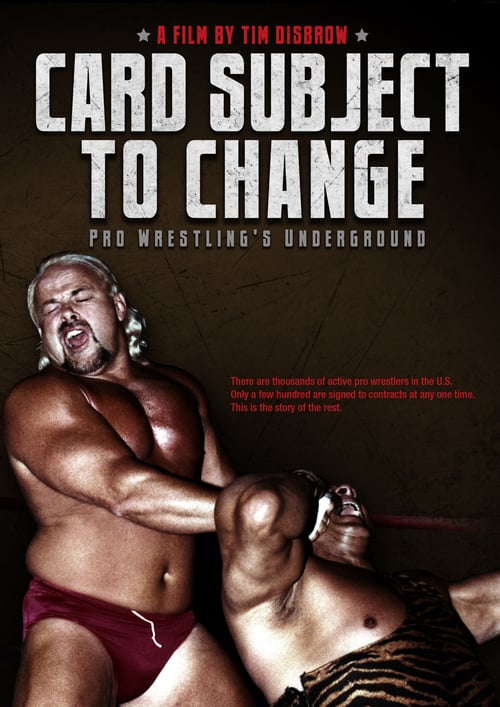 A FILM BY TIM DISBROW
CARD SUBJECT
TO CHANGE
PRO WRESTLING'S UNDERGROUND
There are thousands of active pro wrestlers in the U.S.
Only a few hundred are signed to contracts at any one time.
This is the story of the rest.